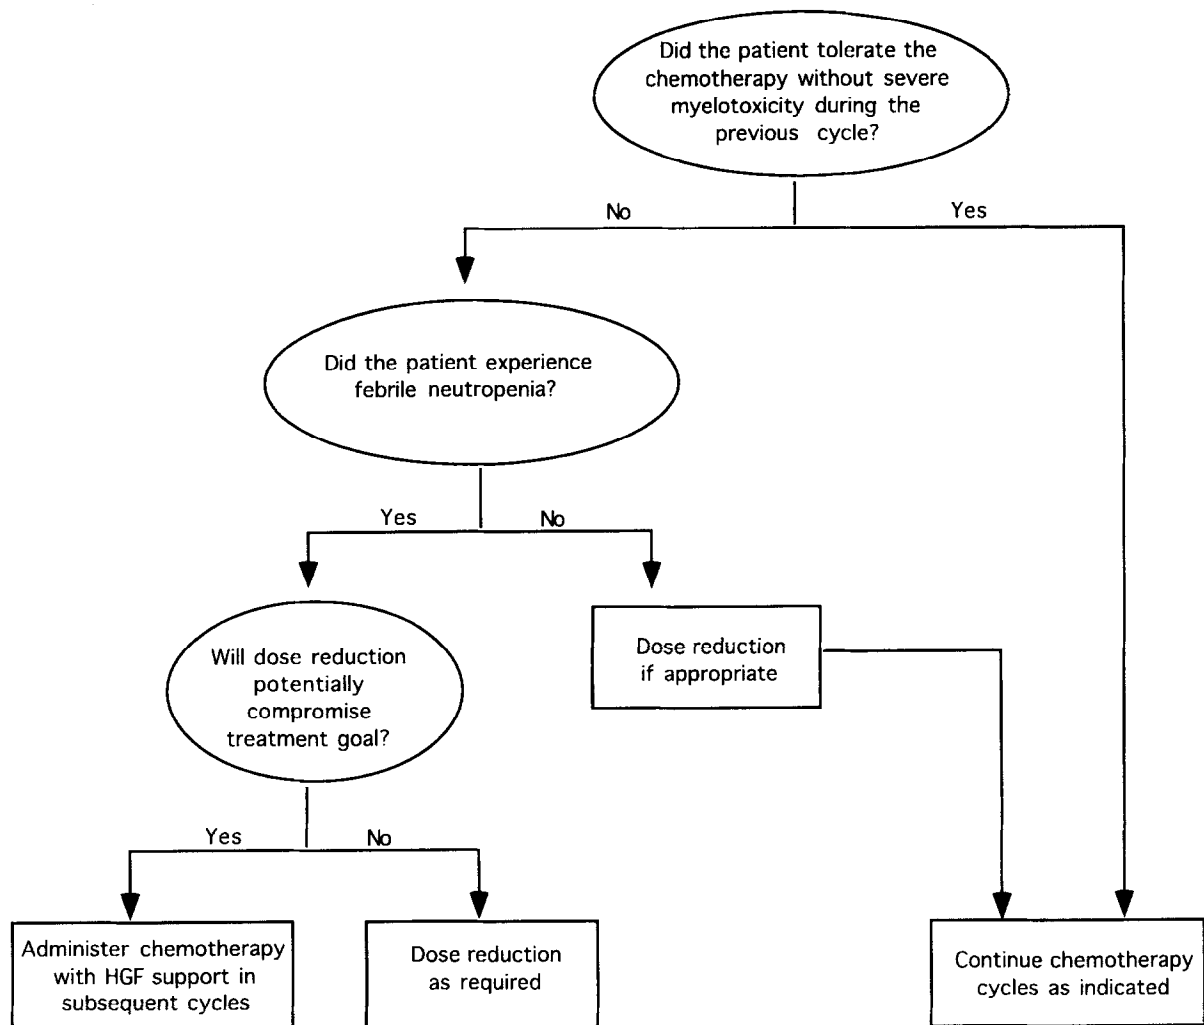 Did the patient tolerate the
chemotherapy without severe
myelotoxicity during the
previous cycle?
No
Yes
Did the patient experience
febrile neutropenia?
Yes
No
Will dose reduction
potentially
compromise
treatment goal?
Dose reduction
if appropriate
Yes
No
Administer chemotherapy
with HGF support in
subsequent cycles
Dose reduction
as required
Continue chemotherapy
cycles as indicated